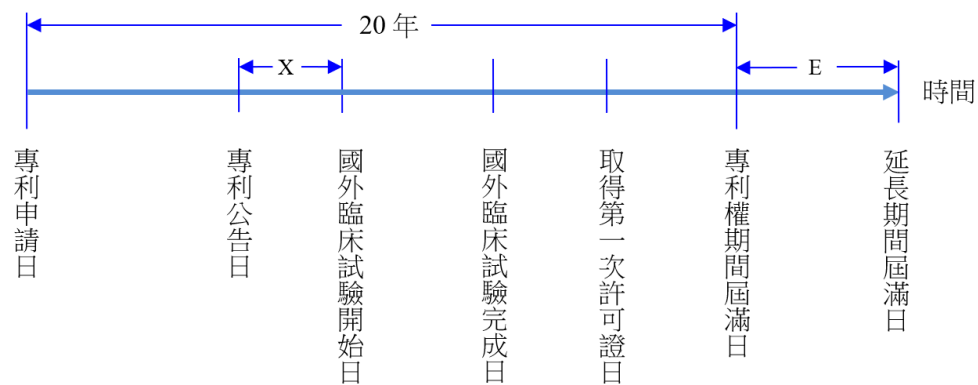 20 年
X
E
時間
專利申請日
專利公告日
國外臨床試驗開始日
國外臨床試驗完成日
取得第一次許可證日
專利權期間屆滿日
延長期間屆滿日